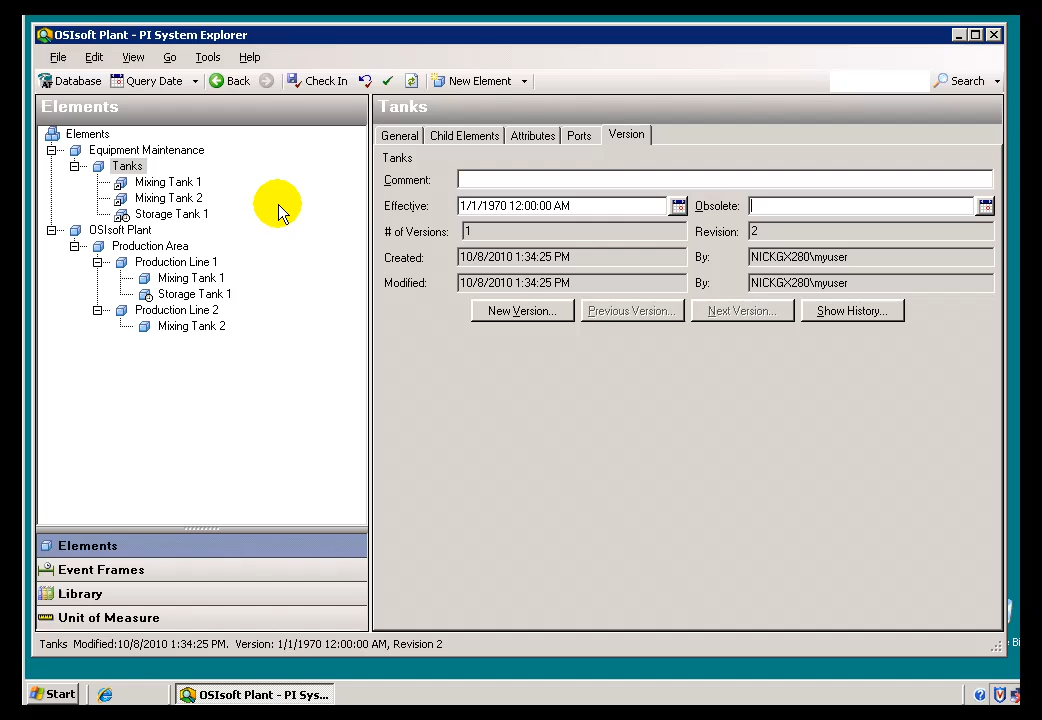 OSIsoft Plant - PI System Explorer
File Edit View Go Tools Help
Database Query Date Back Check In New Element Search
Elements
Elements
Equipment Maintenance
Tanks
Mixing Tank 1
Mixing Tank 2
Storage Tank 1
OSIsoft Plant
Production Area
Production Line 1
Mixing Tank 1
Storage Tank 1
Production Line 2
Mixing Tank 2
Elements
Event Frames
Library
Unit of Measure
Tanks
General Child Elements Attributes Ports Version
Tanks
Comment:
Effective: 1/1/1970 12:00:00 AM Obsolete:
# of Versions: 1 Revision: 2
Created: 10/8/2010 1:34:25 PM By: NICKGX280\myuser
Modified: 10/8/2010 1:34:25 PM By: NICKGX280\myuser
New Version... Previous Version... Next Version... Show History...
Tanks Modified:10/8/2010 1:34:25 PM. Version: 1/1/1970 12:00:00 AM, Revision 2
Start OSIsoft Plant - PI Sys...